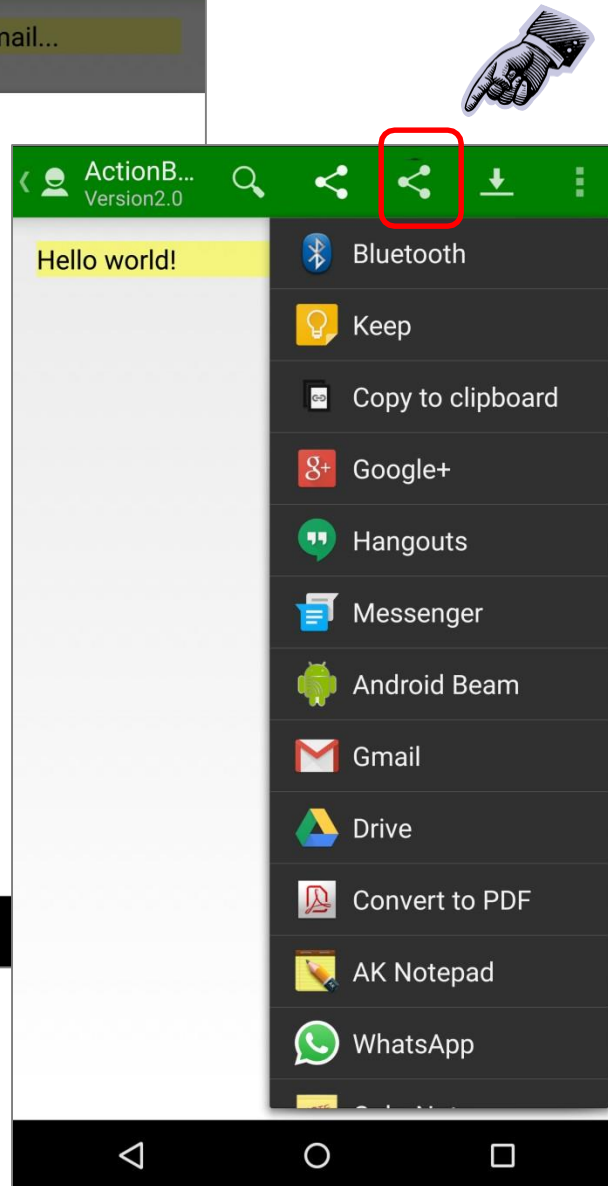 ActionB...
Version2.0
Hello world!
Bluetooth
Keep
Copy to clipboard
g+ Google+
Hangouts
Messenger
Android Beam
Gmail
Drive
Convert to PDF
AK Notepad
WhatsApp